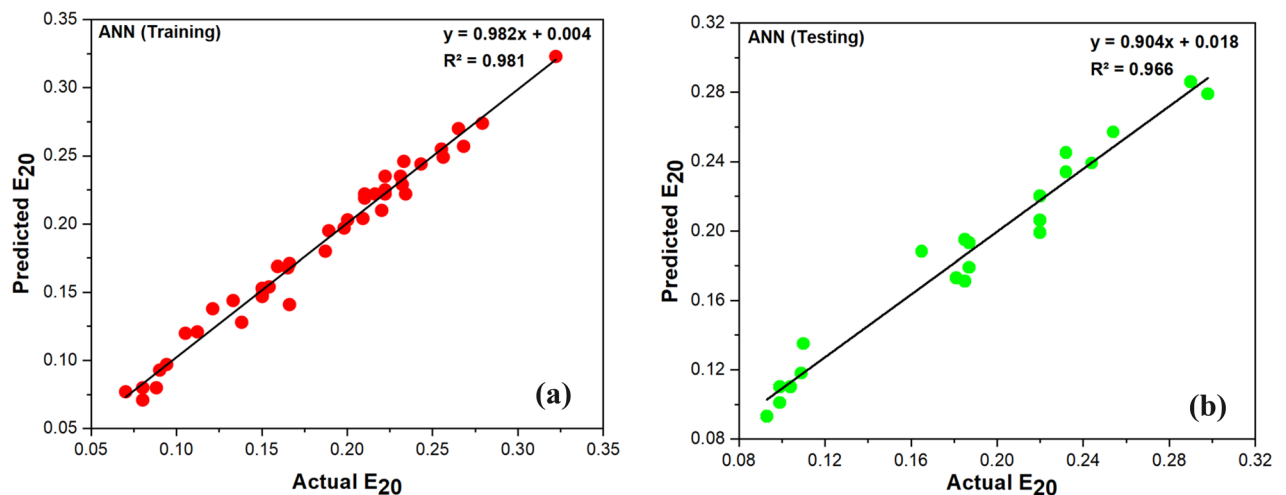 ANN (Training)
y = 0.982x + 0.004
R² = 0.981
0.35
0.30
0.25
0.20
0.15
0.10
0.05
Predicted E20
0.05 0.10 0.15 0.20 0.25 0.30 0.35
Actual E20
(a)
ANN (Testing)
y = 0.904x + 0.018
R² = 0.966
0.32
0.28
0.24
0.20
0.16
0.12
0.08
Predicted E20
0.08 0.12 0.16 0.20 0.24 0.28 0.32
Actual E20
(b)